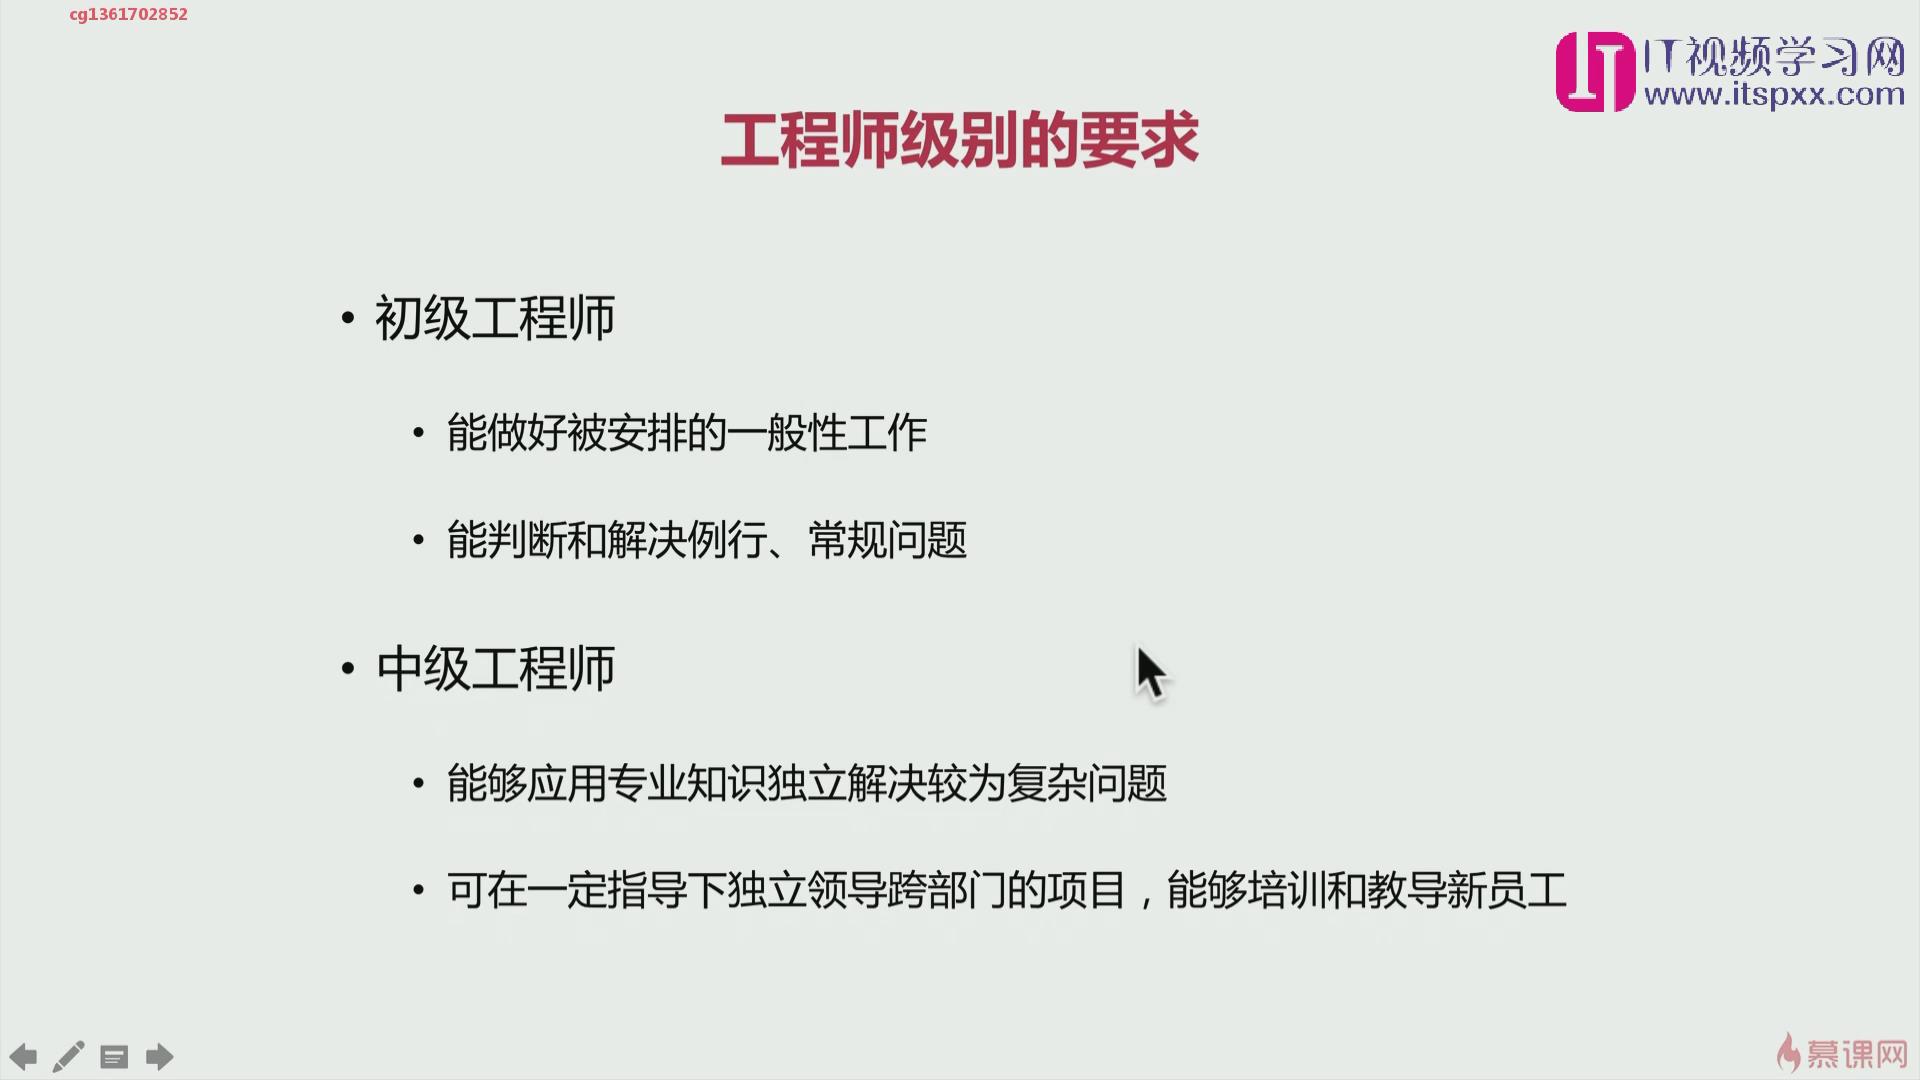 cg1361702852
IT视频学习网
www.itspxx.com
工程师级别的要求
• 初级工程师
• 能做好被安排的一般性工作
• 能判断和解决例行、常规问题
• 中级工程师
• 能够应用专业知识独立解决较为复杂问题
• 可在一定指导下独立领导跨部门的项目，能够培训和教导新员工
慕课网